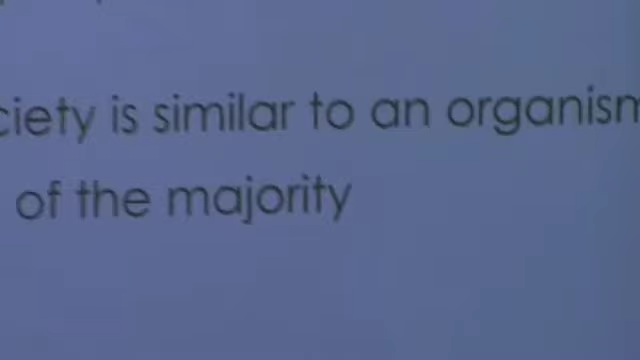 ciety is similar to an organism
of the majority